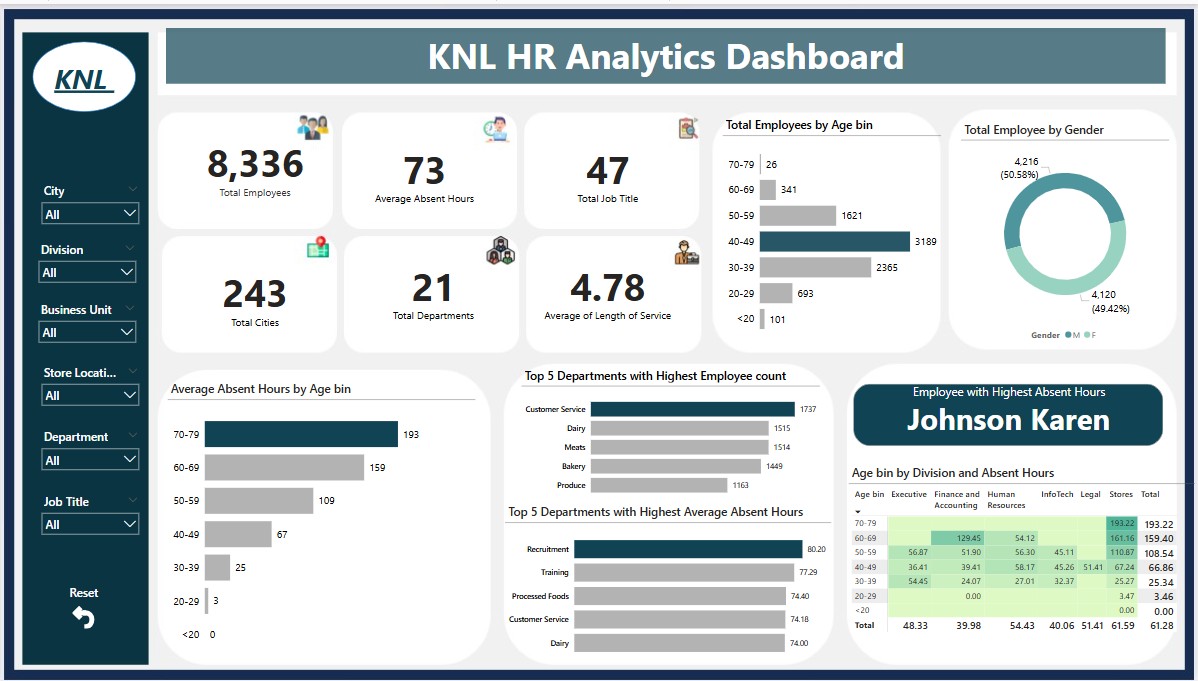 KNL HR Analytics Dashboard
KNL
City
All
Division
All
Business Unit
All
Store Locati...
All
Department
All
Job Title
All
Reset
8,336
Total Employees
73
Average Absent Hours
47
Total Job Title
243
Total Cities
21
Total Departments
4.78
Average of Length of Service
Total Employees by Age bin
70-79 26
60-69 341
50-59 1621
40-49 3189
30-39 2365
20-29 693
<20 101
Total Employee by Gender
4,216
(50.58%)
4,120
(49.42%)
Gender M F
Average Absent Hours by Age bin
70-79 193
60-69 159
50-59 109
40-49 67
30-39 25
20-29 3
<20 0
Top 5 Departments with Highest Employee count
Customer Service 1737
Dairy 1515
Meats 1514
Bakery 1449
Produce 1163
Top 5 Departments with Highest Average Absent Hours
Recruitment 80.20
Training 77.29
Processed Foods 74.40
Customer Service 74.18
Dairy 74.00
Employee with Highest Absent Hours
Johnson Karen
Age bin by Division and Absent Hours
Age bin Executive Finance and Accounting Human Resources InfoTech Legal Stores Total
70-79 193.22 193.22
60-69 129.45 54.12 161.16 159.40
50-59 56.87 51.90 56.30 45.11 110.87 108.54
40-49 36.41 39.41 58.17 45.26 51.41 67.24 66.86
30-39 54.45 24.07 27.01 32.37 25.27 25.34
20-29 0.00 3.47 3.46
<20 0.00 0.00
Total 48.33 39.98 54.43 40.06 51.41 61.59 61.28